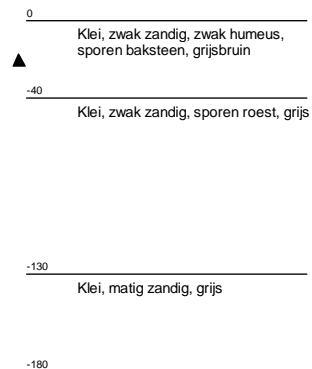 0
Klei, zwak zandig, zwak humeus,
sporen baksteen, grijsbruin
-40
Klei, zwak zandig, sporen roest, grijs
-130
Klei, matig zandig, grijs
-180